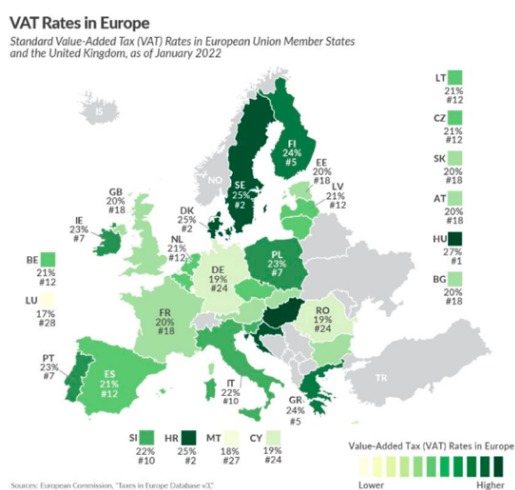 VAT Rates in Europe
Standard Value-Added Tax (VAT) Rates in European Union Member States
and the United Kingdom, as of January 2022
IS
NO
SE
25%
#2
FI
24%
#5
EE
20%
#18
LV
21%
#12
LT
21%
#12
CZ
21%
#12
SK
20%
#18
AT
20%
#18
HU
27%
#1
BG
20%
#18
GB
20%
#18
IE
23%
#7
DK
25%
#2
NL
21%
#12
BE
21%
#12
LU
17%
#28
DE
19%
#24
PL
23%
#7
FR
20%
#18
RO
19%
#24
PT
23%
#7
ES
21%
#12
IT
22%
#10
GR
24%
#5
TR
SI
22%
#10
HR
25%
#2
MT
18%
#27
CY
19%
#24
Value-Added Tax (VAT) Rates in Europe
Lower
Higher
Sources: European Commission, "Taxes in Europe Database v3,"